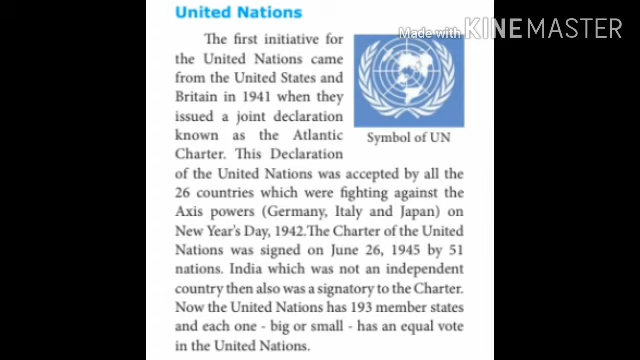 United Nations
Made with KINEMASTER
The first initiative for
the United Nations came
from the United States and
Britain in 1941 when they
issued a joint declaration
known as the Atlantic
Charter. This Declaration
Symbol of UN
of the United Nations was accepted by all the
26 countries which were fighting against the
Axis powers (Germany, Italy and Japan) on
New Year's Day, 1942.The Charter of the United
Nations was signed on June 26, 1945 by 51
nations. India which was not an independent
country then also was a signatory to the Charter.
Now the United Nations has 193 member states
and each one - big or small - has an equal vote
in the United Nations.